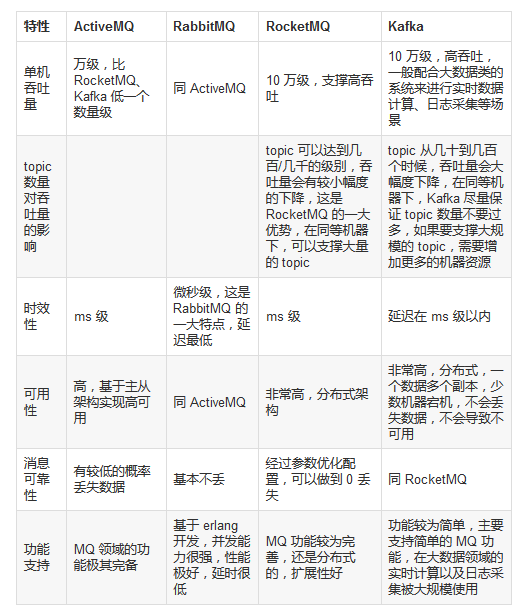 特性 ActiveMQ RabbitMQ RocketMQ Kafka
单机
吞吐
量
万级，比
RocketMQ、
Kafka 低一个
数量级
同 ActiveMQ
10 万级，支撑高吞
吐
10 万级，高吞吐，
一般配合大数据类的
系统来进行实时数据
计算、日志采集等场
景
topic
数量
对吞
吐量
的影
响
topic 可以达到几
百/几千的级别，吞
吐量会有较小幅度
的下降，这是
RocketMQ 的一大
优势，在同等机器
下，可以支撑大量
的 topic
topic 从几十到几百
个时候，吞吐量会大
幅度下降，在同等机
器下，Kafka 尽量保
证 topic 数量不要过
多，如果要支撑大规
模的 topic，需要增
加更多的机器资源
时效
性
ms 级
微秒级，这是
RabbitMQ 的
一大特点，延
迟最低
ms 级
延迟在 ms 级以内
可用
性
高，基于主从
架构实现高可
用
同 ActiveMQ
非常高，分布式架
构
非常高，分布式，一
个数据多个副本，少
数机器宕机，不会丢
失数据，不会导致不
可用
消息
可靠
性
有较低的概率
丢失数据
基本不丢
经过参数优化配
置，可以做到 0 丢
失
同 RocketMQ
功能
支持
MQ 领域的功
能极其完备
基于 erlang
开发，并发能
力很强，性能
极好，延时很
低
MQ 功能较为完
善，还是分布式
的，扩展性好
功能较为简单，主要
支持简单的 MQ 功
能，在大数据领域的
实时计算以及日志采
集被大规模使用